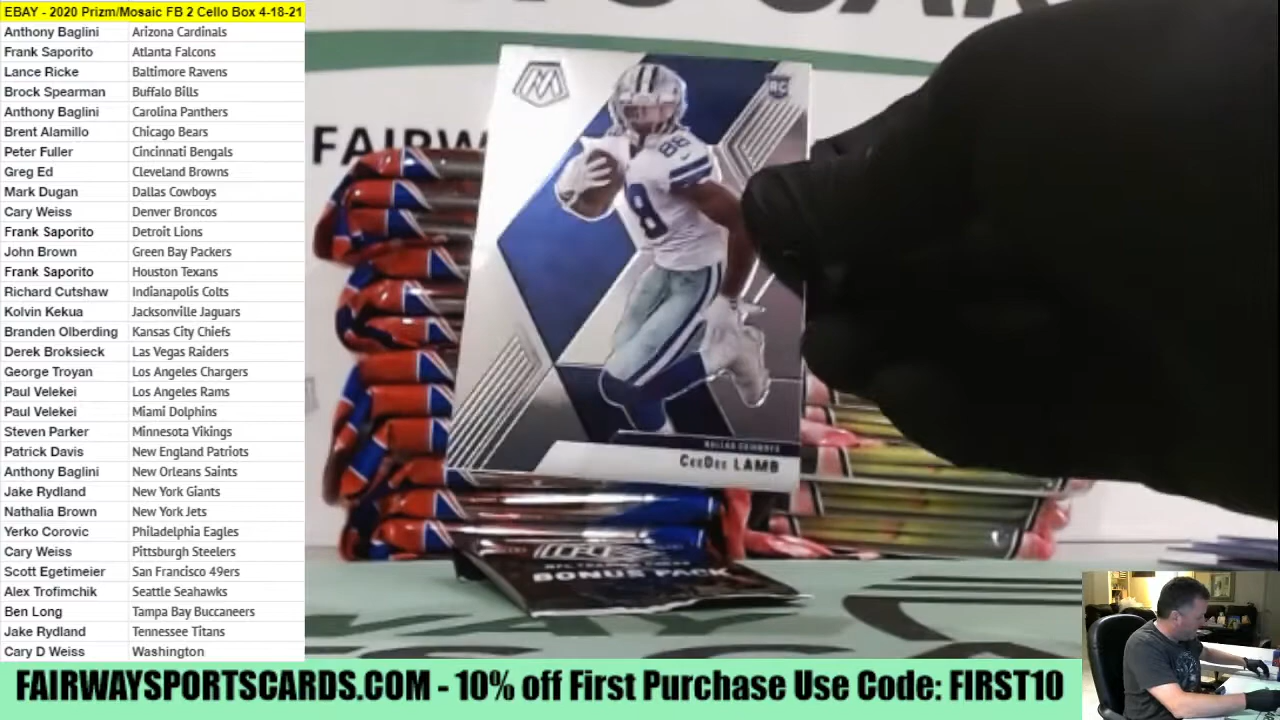 EBAY - 2020 Prizm/Mosaic FB 2 Cello Box 4-18-21
Anthony Baglini Arizona Cardinals
Frank Saporito Atlanta Falcons
Lance Ricke Baltimore Ravens
Brock Spearman Buffalo Bills
Anthony Baglini Carolina Panthers
Brent Alamillo Chicago Bears
Peter Fuller Cincinnati Bengals
Greg Ed Cleveland Browns
Mark Dugan Dallas Cowboys
Cary Weiss Denver Broncos
Frank Saporito Detroit Lions
John Brown Green Bay Packers
Frank Saporito Houston Texans
Richard Cutshaw Indianapolis Colts
Kolvin Kekua Jacksonville Jaguars
Branden Olberding Kansas City Chiefs
Derek Broksieck Las Vegas Raiders
George Troyan Los Angeles Chargers
Paul Velekei Los Angeles Rams
Paul Velekei Miami Dolphins
Steven Parker Minnesota Vikings
Patrick Davis New England Patriots
Anthony Baglini New Orleans Saints
Jake Rydland New York Giants
Nathalia Brown New York Jets
Yerko Corovic Philadelphia Eagles
Cary Weiss Pittsburgh Steelers
Scott Egetimeier San Francisco 49ers
Alex Trofimchik Seattle Seahawks
Ben Long Tampa Bay Buccaneers
Jake Rydland Tennessee Titans
Cary D Weiss Washington
FAIRW
M
RC
88
8
DALLAS COWBOYS
CeeDee LAMB
NFL TRADING CARDS
BONUS PACK
FAIRWAYSPORTSCARDS.COM - 10% off First Purchase Use Code: FIRST10